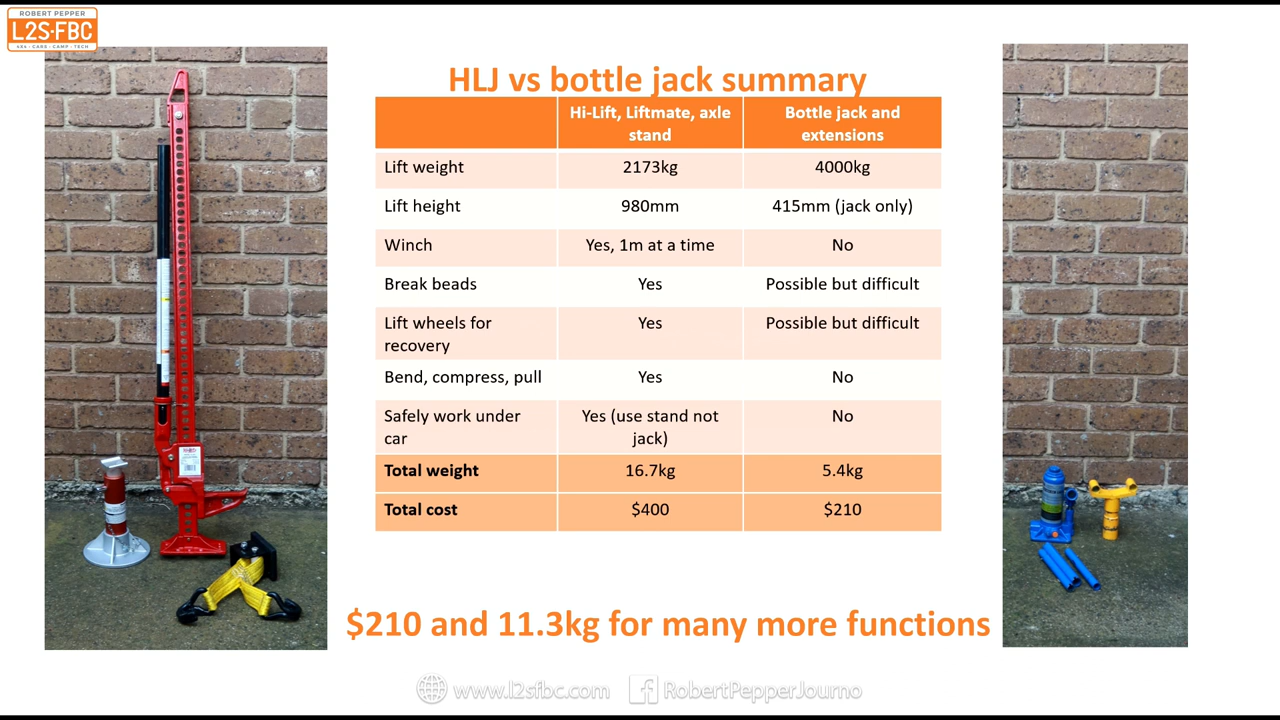 ROBERT PEPPER
L2S·FBC
4X4 · CARS · CAMP · TECH
HLJ vs bottle jack summary
Hi-Lift, Liftmate, axle
stand
Bottle jack and
extensions
Lift weight
2173kg
4000kg
Lift height
980mm
415mm (jack only)
Winch
Yes, 1m at a time
No
Break beads
Yes
Possible but difficult
Lift wheels for
recovery
Yes
Possible but difficult
Bend, compress, pull
Yes
No
Safely work under
car
Yes (use stand not
jack)
No
Total weight
16.7kg
5.4kg
Total cost
$400
$210
$210 and 11.3kg for many more functions
www.l2sfbc.com
RobertPepperJourno